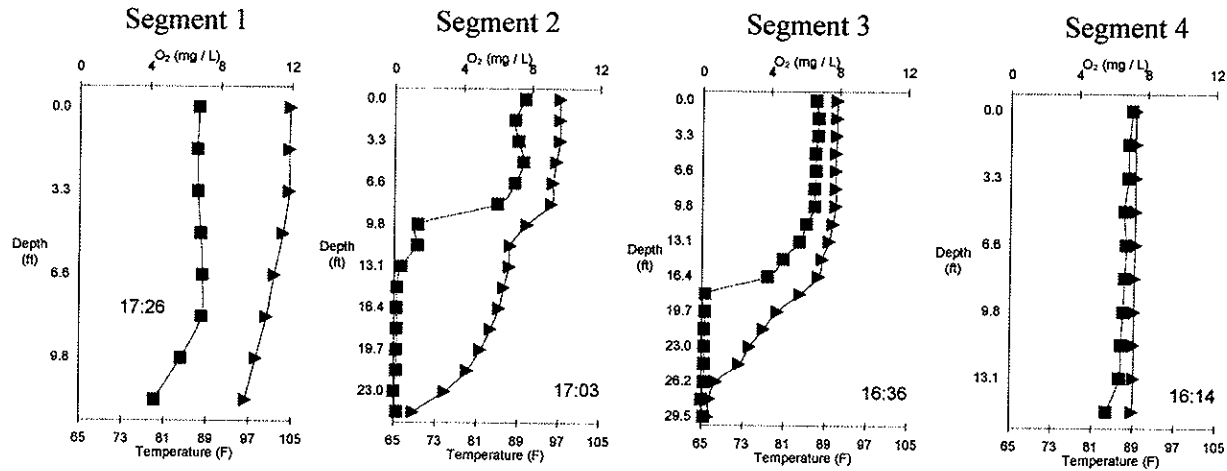 Segment 1
O₂ (mg / L)
0 4 8 12
0.0
3.3
Depth
(ft)
6.6
17:26
9.8
65 73 81 89 97 105
Temperature (F)
Segment 2
O₂ (mg / L)
0 4 8 12
0.0
3.3
6.6
9.8
Depth
(ft)
13.1
16.4
19.7
23.0
17:03
65 73 81 89 97 105
Temperature (F)
Segment 3
O₂ (mg / L)
0 4 8 12
0.0
3.3
6.6
9.8
Depth
(ft)
13.1
16.4
19.7
23.0
26.2
16:36
29.5
65 73 81 89 97 105
Temperature (F)
Segment 4
O₂ (mg / L)
0 4 8 12
0.0
3.3
Depth
(ft)
6.6
9.8
13.1
16:14
65 73 81 89 97 105
Temperature (F)